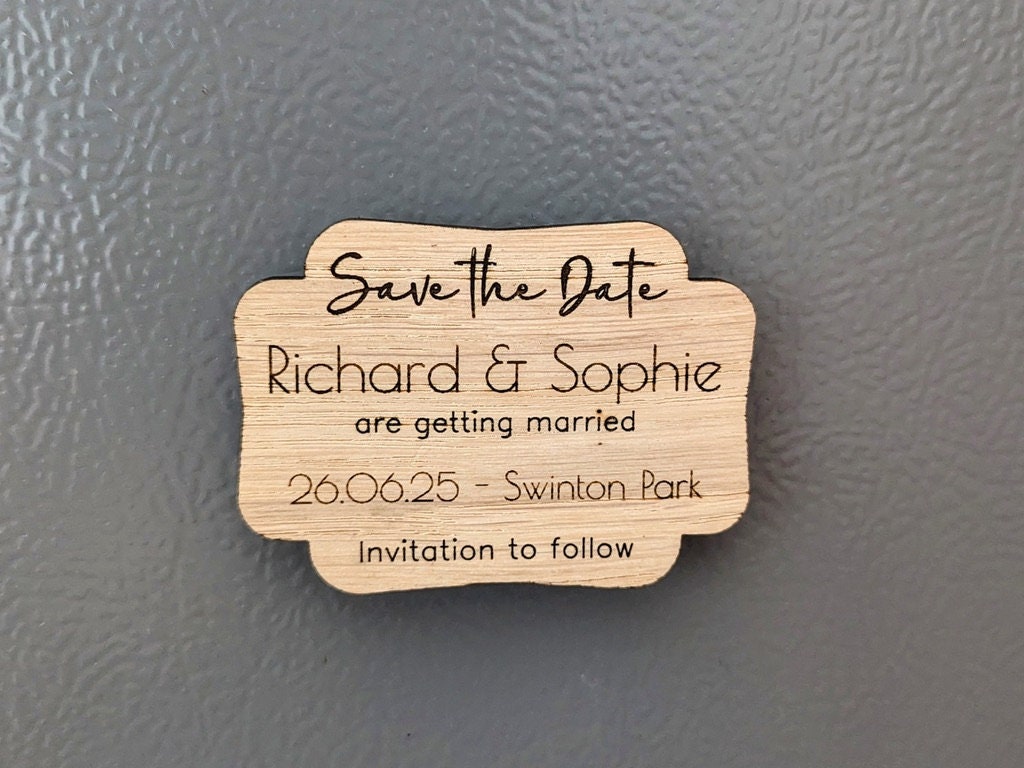 Save the Date
Richard & Sophie
are getting married
26.06.25 - Swinton Park
Invitation to follow